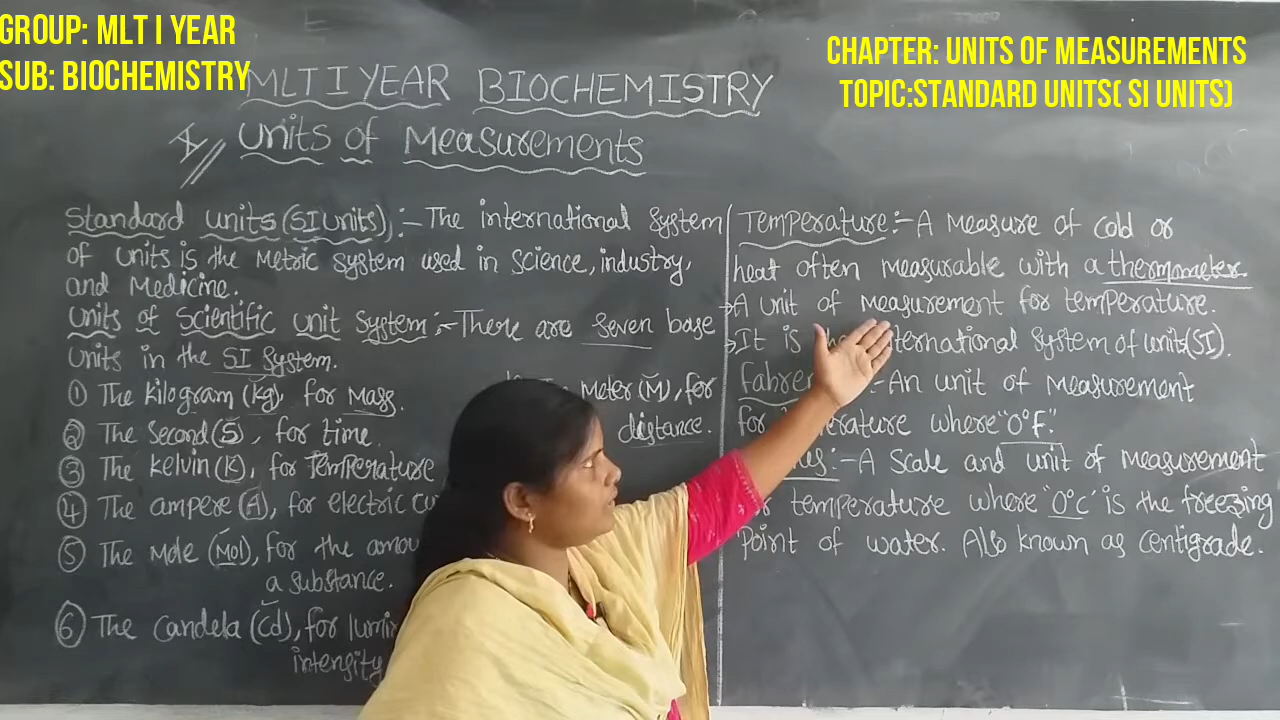 GROUP: MLT I YEAR
SUB: BIOCHEMISTRY
CHAPTER: UNITS OF MEASUREMENTS
TOPIC:STANDARD UNITS( SI UNITS)
MLT I YEAR BIOCHEMISTRY
Units of Measurements
Standard units (SI Units) :- The international System
of units is the Metric System used in Science, industry,
and Medicine.
Units of Scientific unit System :- There are Seven base
Units in the SI System.
① The kilogram (kg), for Mass.
② The Second (S), for time.
③ The kelvin (K), for Temperature
④ The ampere (A), for electric
⑤ The Mole (Mol), for the
a substance.
⑥ The Candela (Cd), for
intensity
Meter (M), for
distance.
Temperature :- A Measure of cold or
heat often measurable with a thermometer.
→A unit of measurement for temperature.
→It is System of units (SI).
:- An unit of Measurement
for where "0°F".
:- A Scale and unit of Measurement
temperature where "0°C" is the freezing
Point of water. Also known as Centigrade.